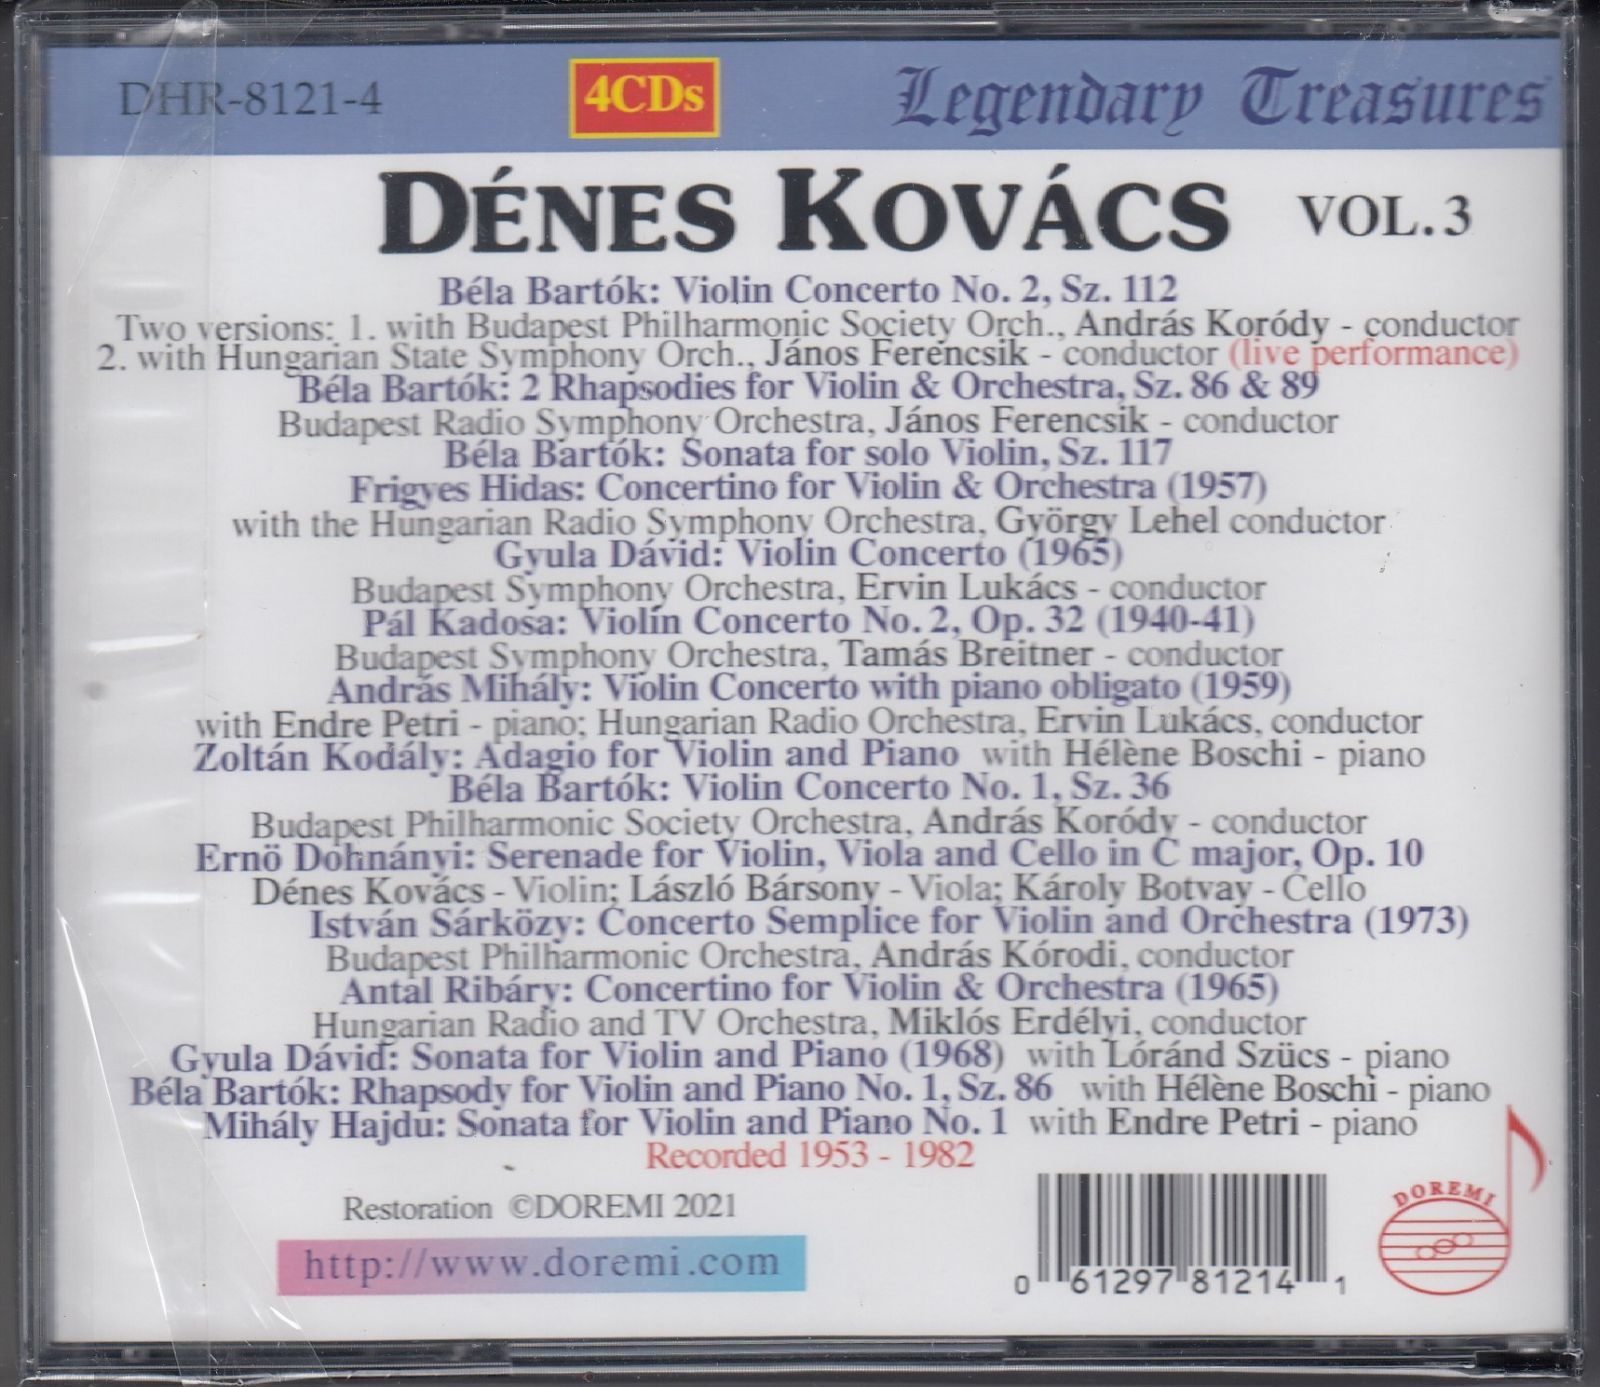 DHR-8121-4 4CDs Legendary Treasures
DÉNES KOVÁCS VOL. 3
Béla Bartók: Violin Concerto No. 2, Sz. 112
Two versions: 1. with Budapest Philharmonic Society Orch., András Koródy - conductor
2. with Hungarian State Symphony Orch., János Ferencsik - conductor (live performance)
Béla Bartók: 2 Rhapsodies for Violin & Orchestra, Sz. 86 & 89
Budapest Radio Symphony Orchestra, János Ferencsik - conductor
Béla Bartók: Sonata for solo Violin, Sz. 117
Frigyes Hidas: Concertino for Violin & Orchestra (1957)
with the Hungarian Radio Symphony Orchestra, György Lehel conductor
Gyula Dávid: Violin Concerto (1965)
Budapest Symphony Orchestra, Ervin Lukács - conductor
Pál Kadosa: Violin Concerto No. 2, Op. 32 (1940-41)
Budapest Symphony Orchestra, Tamás Breitner - conductor
András Mihály: Violin Concerto with piano obligato (1959)
with Endre Petri - piano; Hungarian Radio Orchestra, Ervin Lukács, conductor
Zoltán Kodály: Adagio for Violin and Piano with Hélène Boschi - piano
Béla Bartók: Violin Concerto No. 1, Sz. 36
Budapest Philharmonic Society Orchestra, András Koródy - conductor
Ernö Dohnányi: Serenade for Violin, Viola and Cello in C major, Op. 10
Dénes Kovács - Violin; László Bársony - Viola; Károly Botvay - Cello
István Sárközy: Concerto Semplice for Violin and Orchestra (1973)
Budapest Philharmonic Orchestra, András Kórodi, conductor
Antal Ribáry: Concertino for Violin & Orchestra (1965)
Hungarian Radio and TV Orchestra, Miklós Erdélyi, conductor
Gyula Dávid: Sonata for Violin and Piano (1968) with Lóránd Szücs - piano
Béla Bartók: Rhapsody for Violin and Piano No. 1, Sz. 86 with Hélène Boschi - piano
Mihály Hajdu: Sonata for Violin and Piano No. 1 with Endre Petri - piano
Recorded 1953 - 1982
Restoration ©DOREMI 2021
http://www.doremi.com
0 61297 81214 1
DOREMI